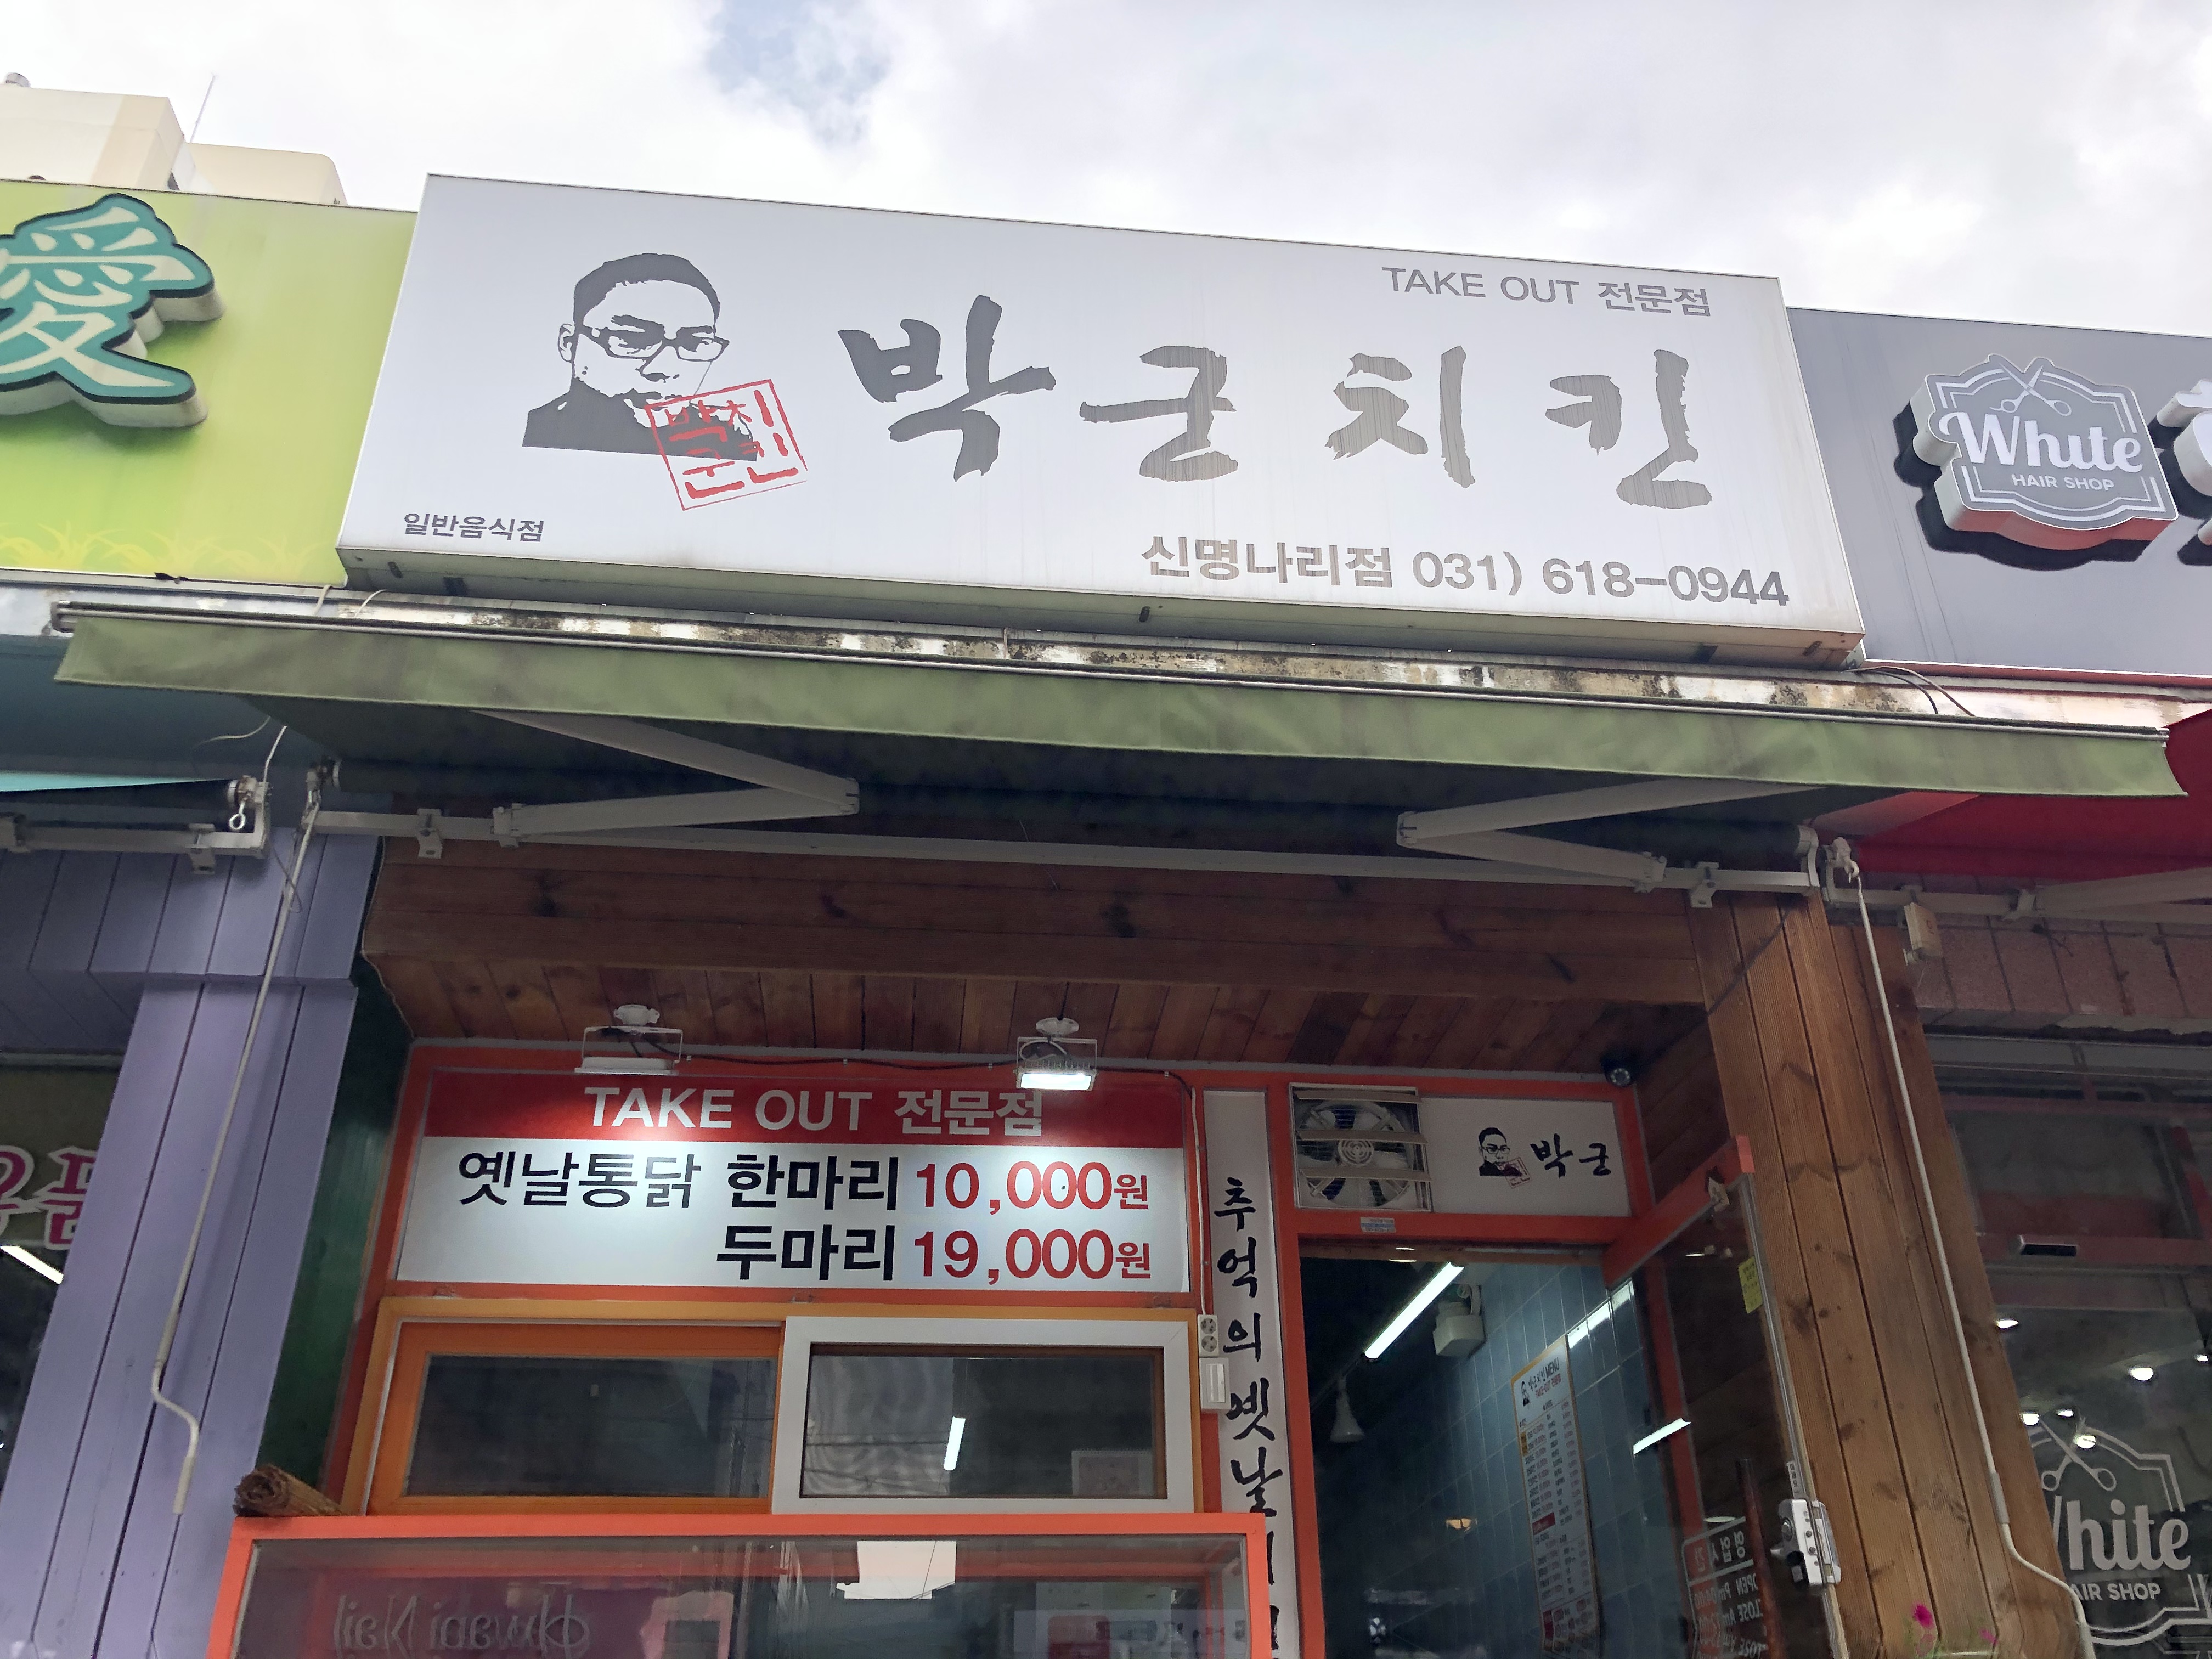 愛
TAKE OUT 전문점
박군치킨
박군치킨
일반음식점
신명나리점 031) 618-0944
White
HAIR SHOP
TAKE OUT 전문점
옛날통닭 한마리 10,000원
두마리 19,000원
추억의옛날
박군
White
HAIR SHOP